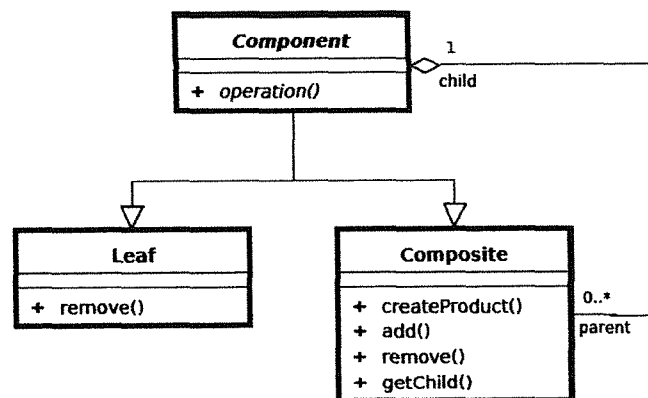 Component
+ operation()
1
child
Leaf
+ remove()
Composite
+ createProduct()
+ add()
+ remove()
+ getChild()
0..*
parent